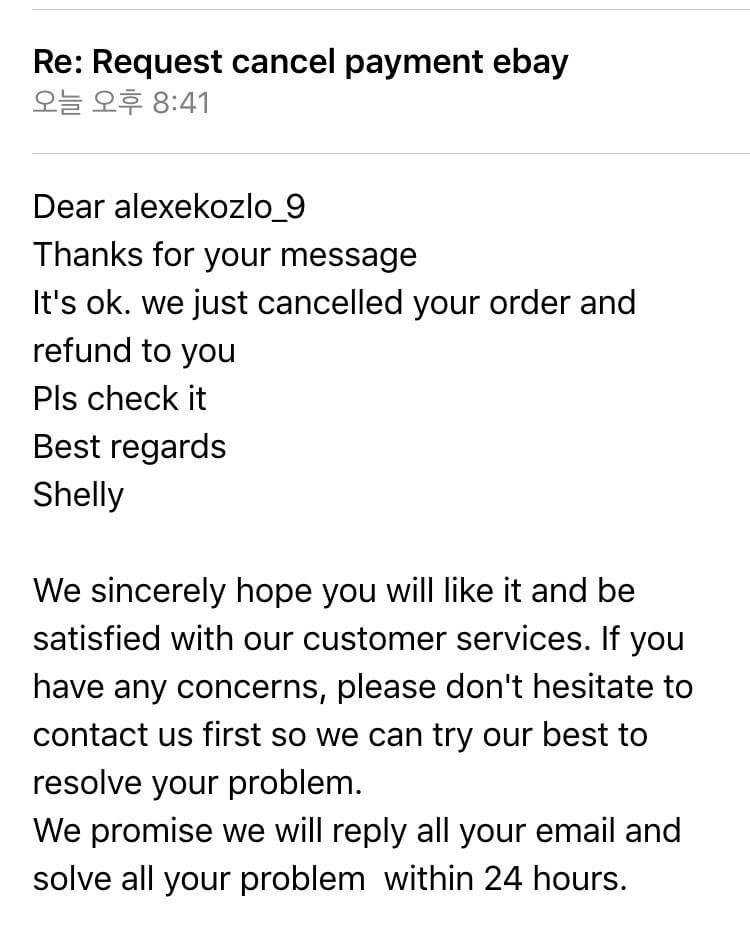 Re: Request cancel payment ebay
오늘 오후 8:41
Dear alexekozlo_9
Thanks for your message
It's ok. we just cancelled your order and
refund to you
Pls check it
Best regards
Shelly
We sincerely hope you will like it and be
satisfied with our customer services. If you
have any concerns, please don't hesitate to
contact us first so we can try our best to
resolve your problem.
We promise we will reply all your email and
solve all your problem  within 24 hours.